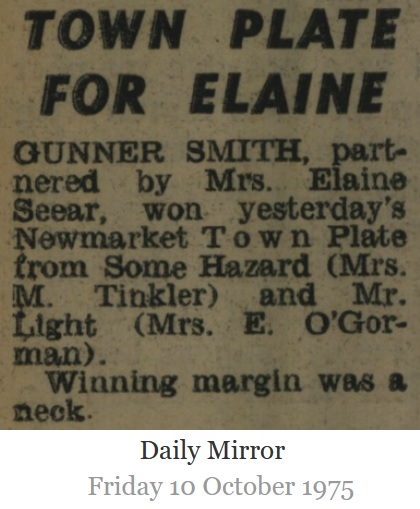 TOWN PLATE
FOR ELAINE
GUNNER SMITH, part-
nered by Mrs. Elaine
Seear, won yesterday's
Newmarket Town Plate
from Some Hazard (Mrs.
M. Tinkler) and Mr.
Light (Mrs. E. O'Gor-
man).
Winning margin was a
neck.
Daily Mirror
Friday 10 October 1975